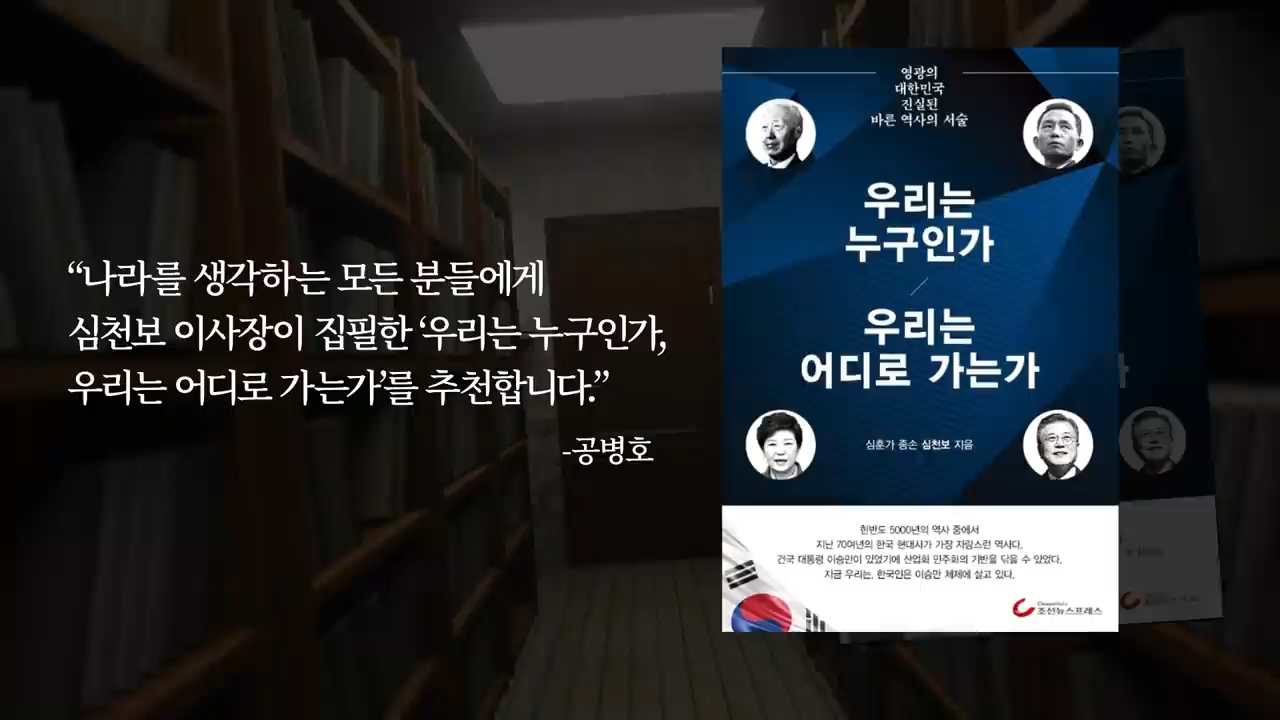 “나라를 생각하는 모든 분들에게
심천보 이사장이 집필한 ‘우리는 누구인가,
우리는 어디로 가는가’를 추천합니다.”
-공병호
영광의
대한민국
진실된
바른 역사의 서술
우리는
누구인가
우리는
어디로 가는가
심훈가 종손 심천보 지음
한반도 5000년의 역사 중에서
지난 70여년의 한국 현대사가 가장 자랑스런 역사다.
건국 대통령 이승만이 있었기에 산업화 민주화의 기반을 닦을 수 있었다.
지금 우리는, 한국인은 이승만 체제에 살고 있다.
조선뉴스프레스